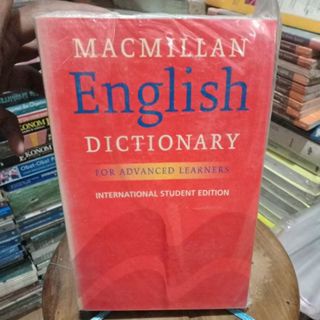 MACMILLAN
English
DICTIONARY
FOR ADVANCED LEARNERS
INTERNATIONAL STUDENT EDITION